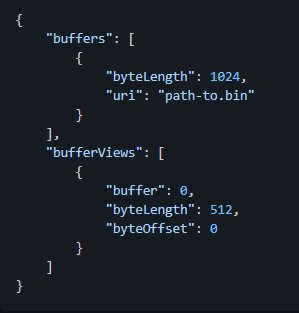 {
    "buffers": [
        {
            "byteLength": 1024,
            "uri": "path-to.bin"
        }
    ],
    "bufferViews": [
        {
            "buffer": 0,
            "byteLength": 512,
            "byteOffset": 0
        }
    ]
}